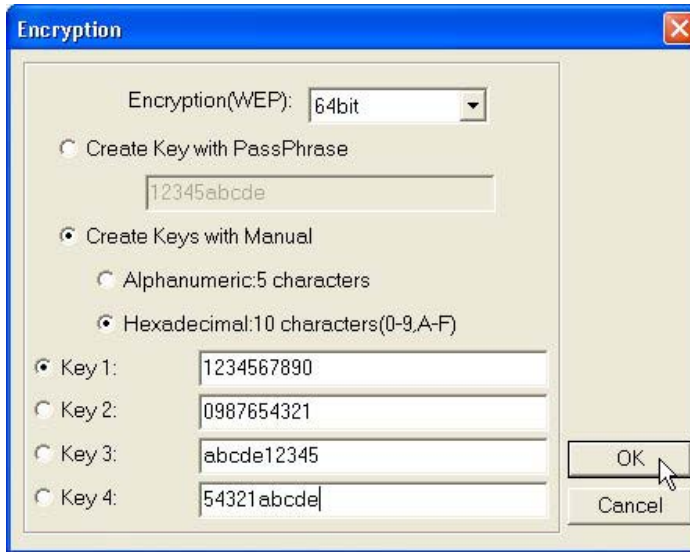 Encryption
Encryption(WEP): 64bit
Create Key with PassPhrase
12345abcde
Create Keys with Manual
Alphanumeric:5 characters
Hexadecimal:10 characters(0-9,A-F)
Key 1: 1234567890
Key 2: 0987654321
Key 3: abcde12345
OK
Key 4: 54321abcde
Cancel